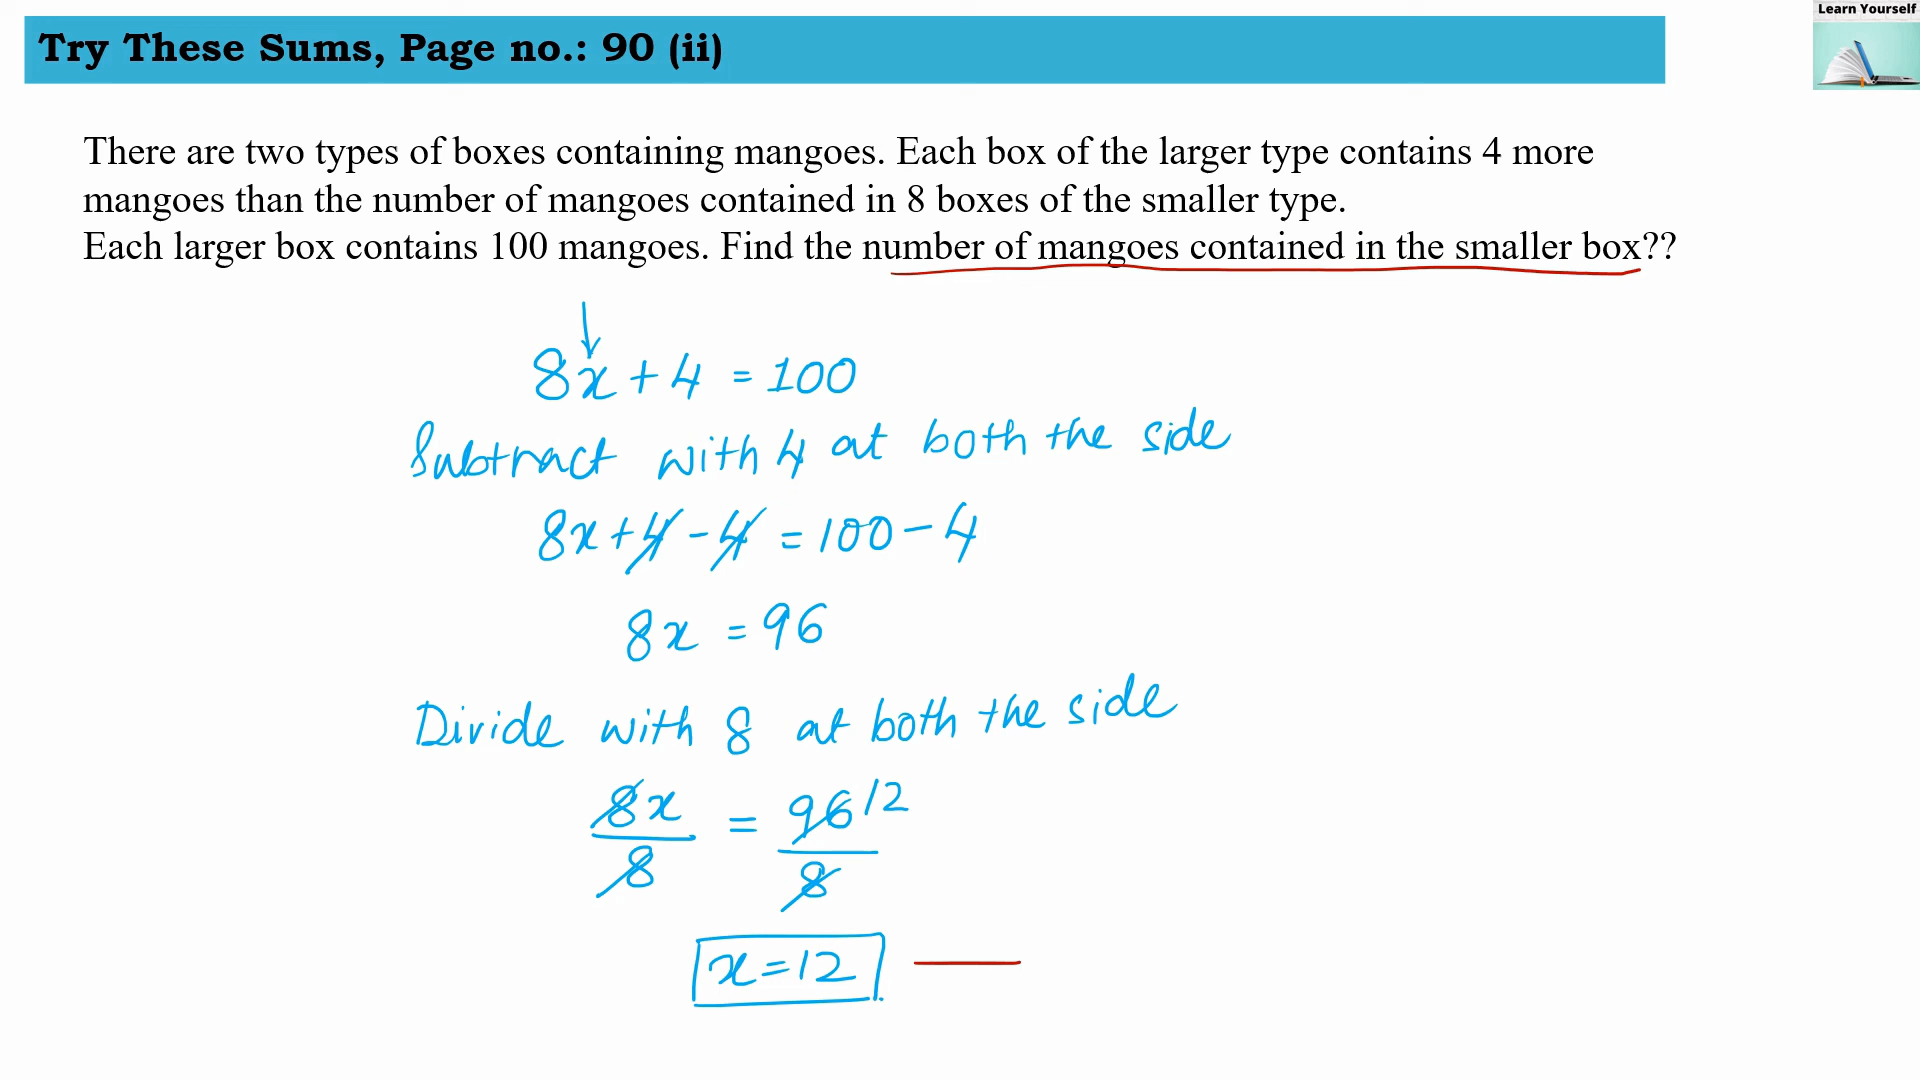 Learn Yourself
Try These Sums, Page no.: 90 (ii)
There are two types of boxes containing mangoes. Each box of the larger type contains 4 more
mangoes than the number of mangoes contained in 8 boxes of the smaller type.
Each larger box contains 100 mangoes. Find the number of mangoes contained in the smaller box??
8x + 4 = 100
Subtract with 4 at both the side
8x + 4 - 4 = 100 - 4
8x = 96
Divide with 8 at both the side
8x = 96 12
8 8
x = 12